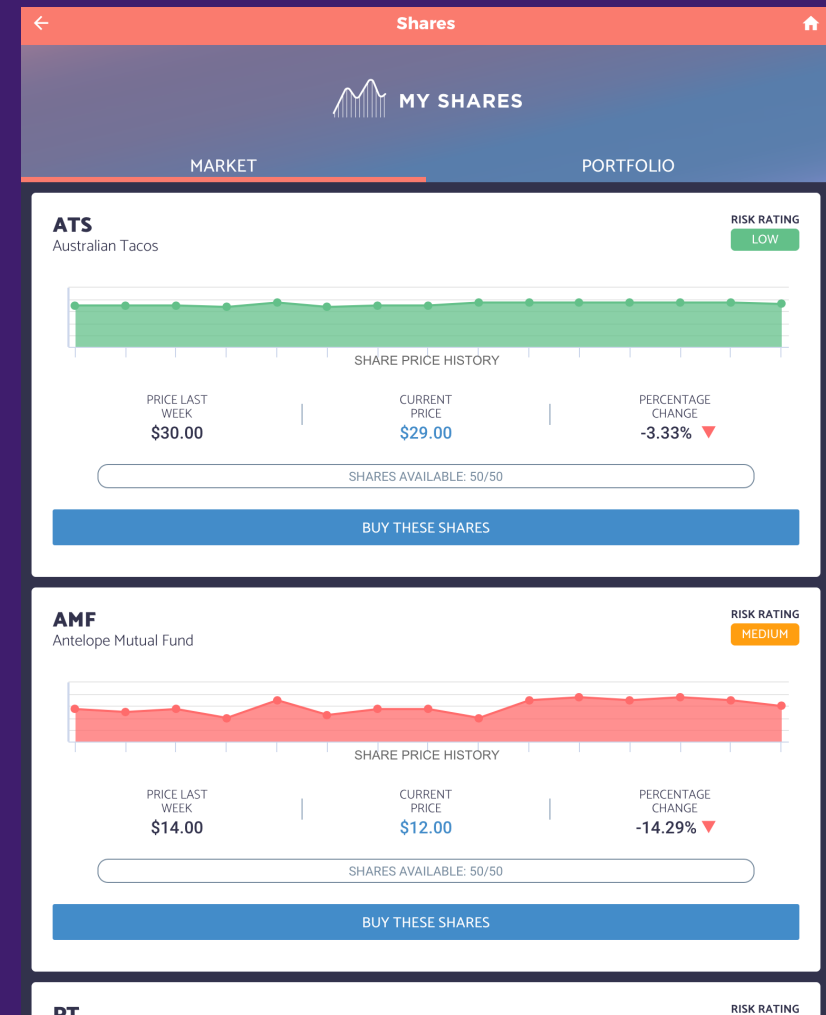 Shares
MY SHARES
MARKET PORTFOLIO
ATS
Australian Tacos
RISK RATING
LOW
SHARE PRICE HISTORY
PRICE LAST
WEEK
$30.00
CURRENT
PRICE
$29.00
PERCENTAGE
CHANGE
-3.33%
SHARES AVAILABLE: 50/50
BUY THESE SHARES
AMF
Antelope Mutual Fund
RISK RATING
MEDIUM
SHARE PRICE HISTORY
PRICE LAST
WEEK
$14.00
CURRENT
PRICE
$12.00
PERCENTAGE
CHANGE
-14.29%
SHARES AVAILABLE: 50/50
BUY THESE SHARES
RISK RATING